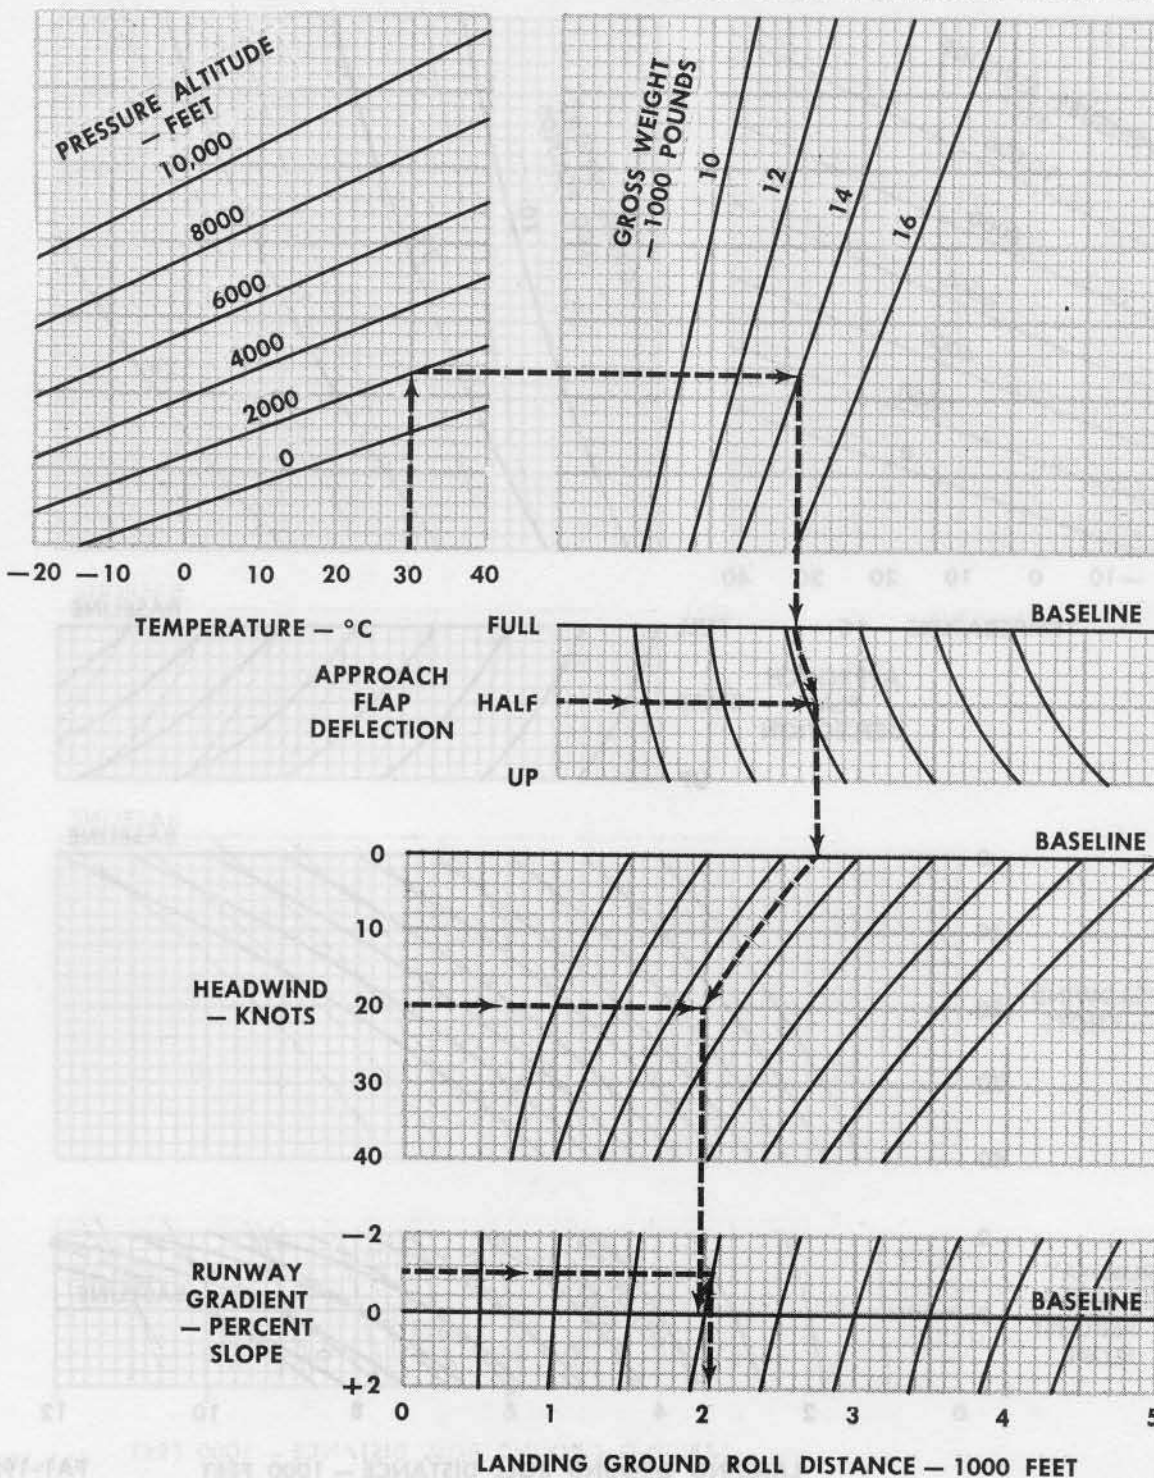 PRESSURE ALTITUDE
— FEET
10,000
8000
6000
4000
2000
0
GROSS WEIGHT
— 1000 POUNDS
10
12
14
16
−20 −10 0 10 20 30 40
TEMPERATURE — °C
APPROACH
FLAP
DEFLECTION
FULL
HALF
UP
BASELINE
BASELINE
HEADWIND
— KNOTS
0
10
20
30
40
RUNWAY
GRADIENT
— PERCENT
SLOPE
−2
0
+2
BASELINE
0 1 2 3 4
LANDING GROUND ROLL DISTANCE — 1000 FEET